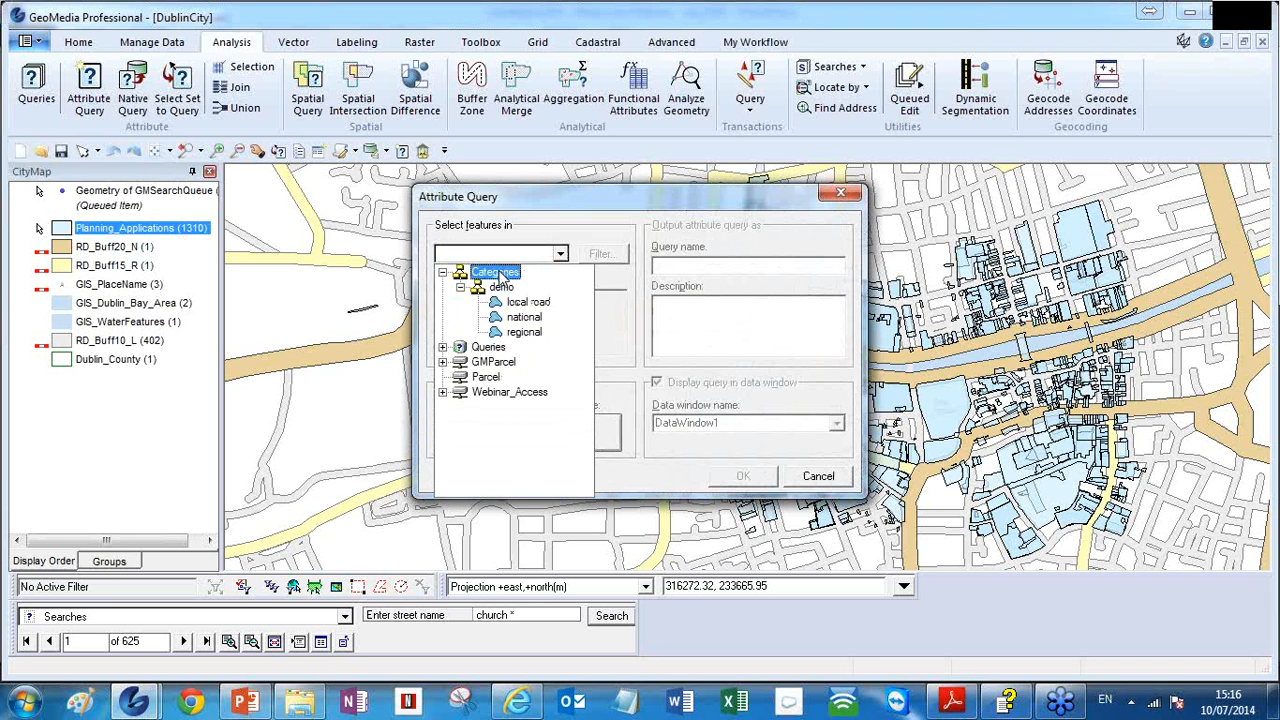 GeoMedia Professional - [DublinCity]
Home Manage Data Analysis Vector Labeling Raster Toolbox Grid Cadastral Advanced My Workflow
Queries
Attribute Query
Native Query
Select Set to Query
Selection
Join
Union
Attribute
Spatial Query
Spatial Intersection
Spatial Difference
Spatial
Buffer Zone
Analytical Merge
Aggregation
Functional Attributes
Analyze Geometry
Analytical
Query
Transactions
Searches
Locate by
Find Address
Queued Edit
Dynamic Segmentation
Utilities
Geocode Addresses
Geocode Coordinates
Geocoding
CityMap
Geometry of GMSearchQueue (
(Queued Item)
Planning_Applications (1310)
RD_Buff20_N (1)
RD_Buff15_R (1)
GIS_PlaceName (3)
GIS_Dublin_Bay_Area (2)
GIS_WaterFeatures (1)
RD_Buff10_L (402)
Dublin_County (1)
Display Order Groups
Attribute Query
Select features in
Filter...
Categories
demo
local road
national
regional
Queries
GMParcel
Parcel
Webinar_Access
Output attribute query as
Query name:
Description:
Display query in data window
Data window name:
DataWindow1
OK Cancel
No Active Filter
Projection +east,+north(m)
316272.32, 233665.95
Searches
Enter street name church * Search
1 of 625
EN
15:16
10/07/2014